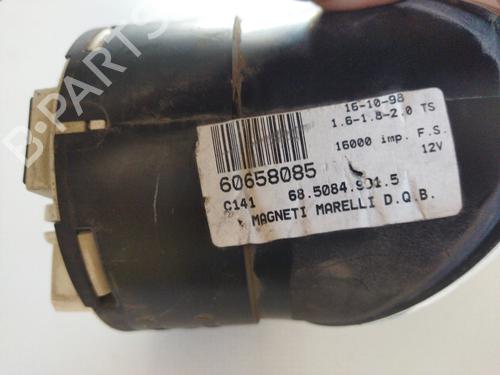 B-PARTS
16-10-98
1.6-1.8-2.0 TS
16000 imp. F.S.
12V
60658085
C141 68.5084.901.5
MAGNETI MARELLI D.Q.B.